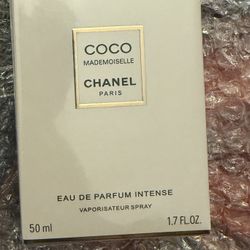 COCO
MADEMOISELLE
CHANEL
PARIS
EAU DE PARFUM INTENSE
VAPORISATEUR SPRAY
50 ml 1.7 FL.OZ.